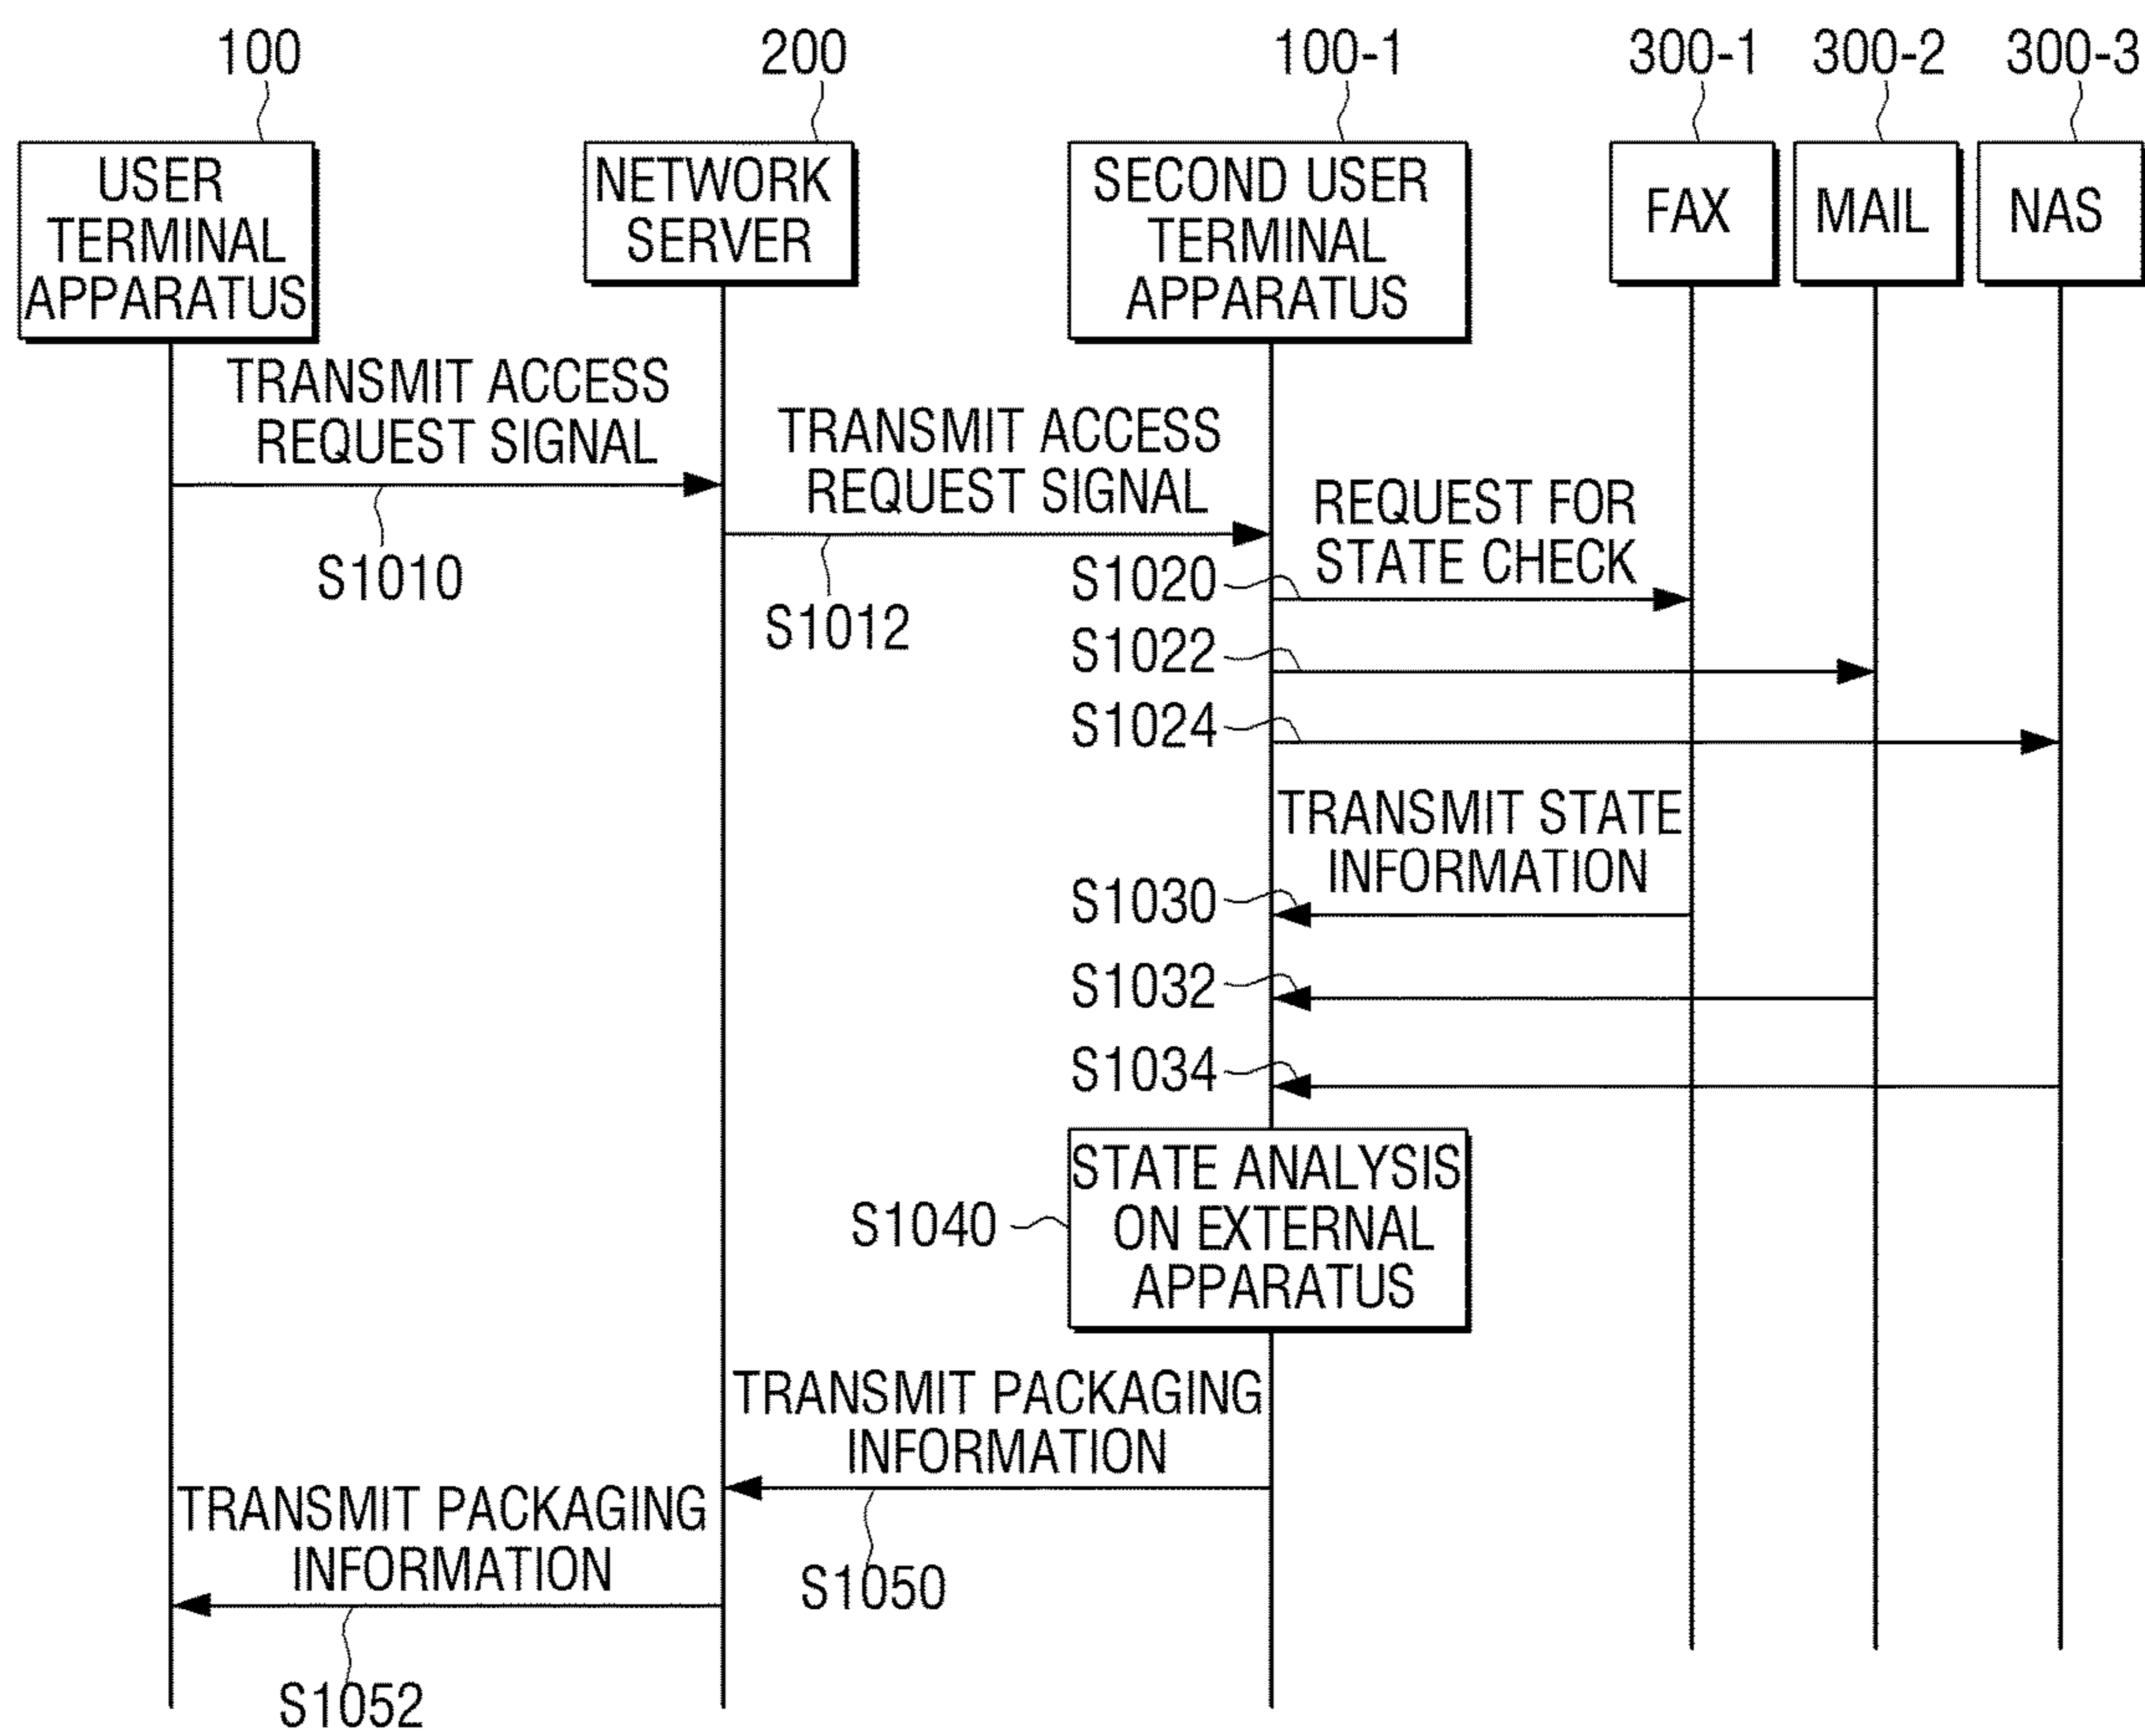 100
200
100-1
300-1
300-2
300-3
USER
TERMINAL
APPARATUS
NETWORK
SERVER
SECOND USER
TERMINAL
APPARATUS
FAX
MAIL
NAS
TRANSMIT ACCESS
REQUEST SIGNAL
S1010
TRANSMIT ACCESS
REQUEST SIGNAL
S1012
REQUEST FOR
STATE CHECK
S1020
S1022
S1024
TRANSMIT STATE
INFORMATION
S1030
S1032
S1034
STATE ANALYSIS
ON EXTERNAL
APPARATUS
S1040
TRANSMIT PACKAGING
INFORMATION
S1050
TRANSMIT PACKAGING
INFORMATION
S1052